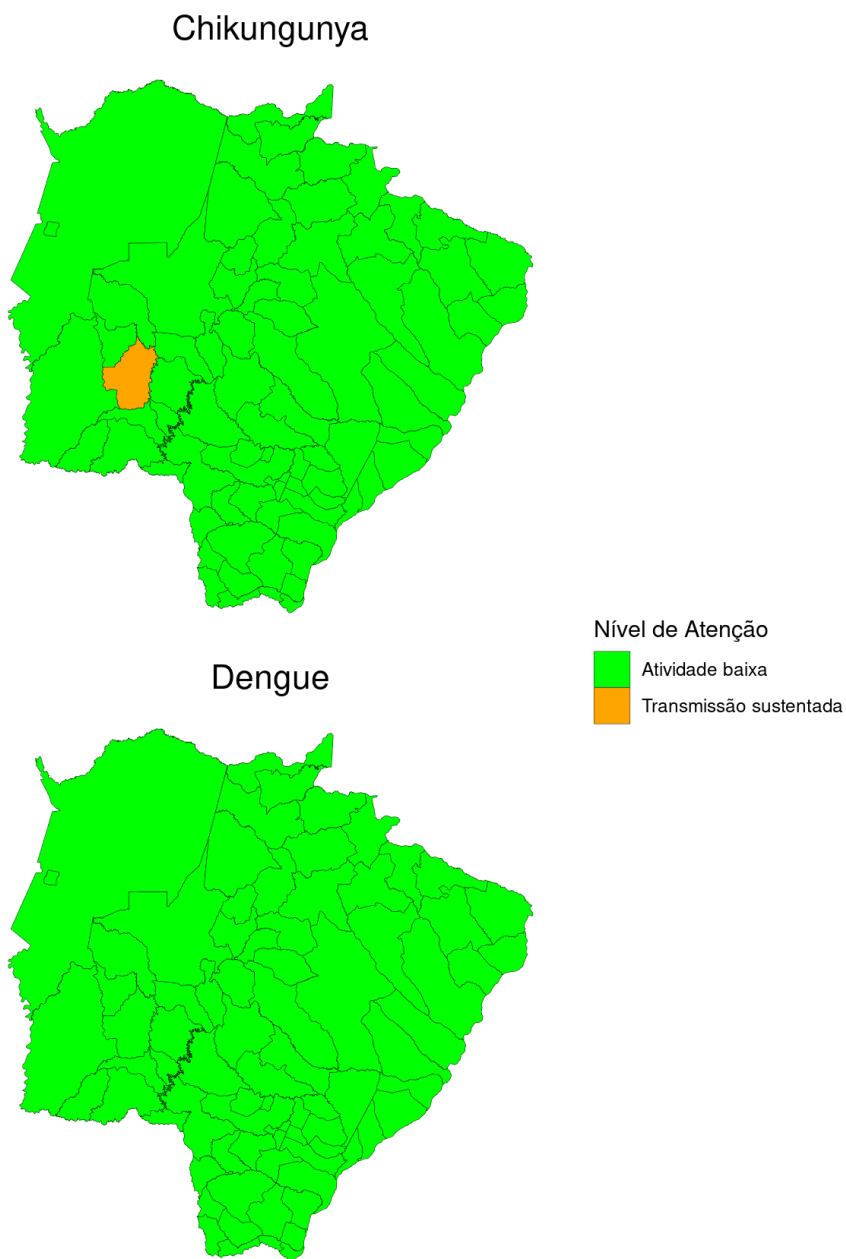 Chikungunya
Nível de Atenção
Atividade baixa
Transmissão sustentada
Dengue